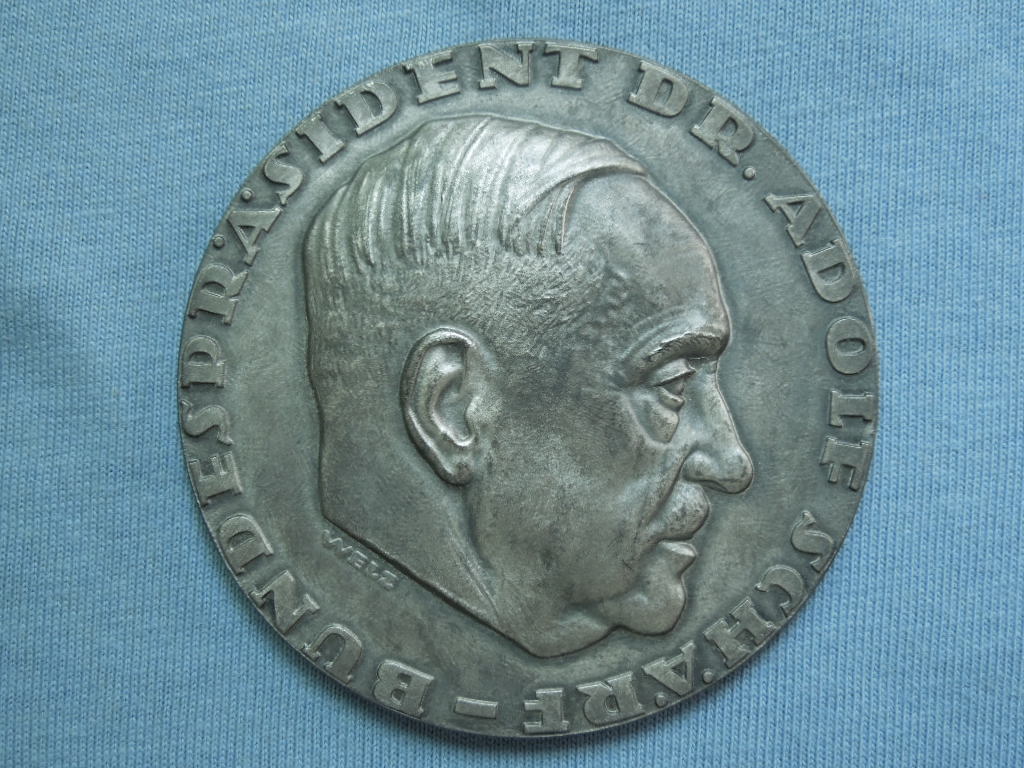 BUNDESPRÄSIDENT DR. ADOLF SCHÄRF –
WELZ